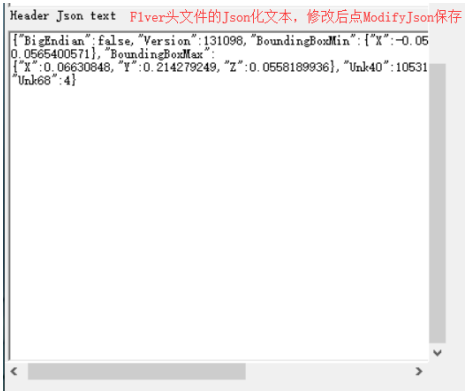 Header Json text Flver头文件的Json化文本，修改后点ModifyJson保存
{"BigEndian":false,"Version":131098,"BoundingBoxMin":{"X":-0.05
0.0565400571},"BoundingBoxMax":
{"X":0.06630848,"Y":0.214279249,"Z":0.0558189936},"Unk40":10531
"Unk68":4}